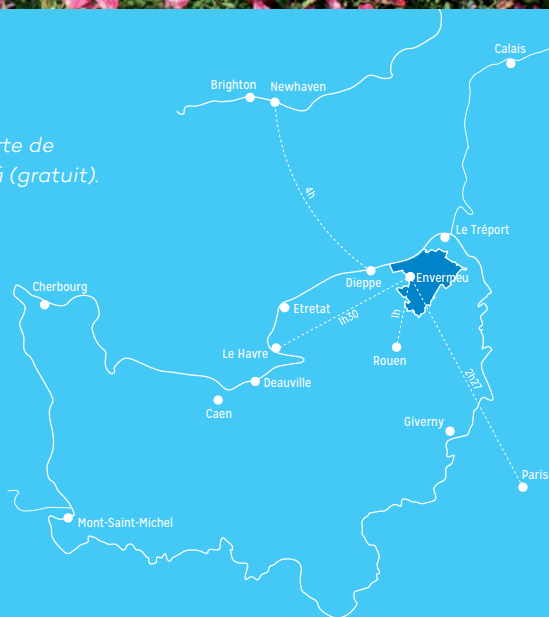 Calais
Brighton
Newhaven
rte de
(gratuit).
4h
Le Tréport
Dieppe
Envermeu
Cherbourg
Etretat
1h30
1h
Le Havre
Rouen
Deauville
2h27
Caen
Giverny
Paris
Mont-Saint-Michel